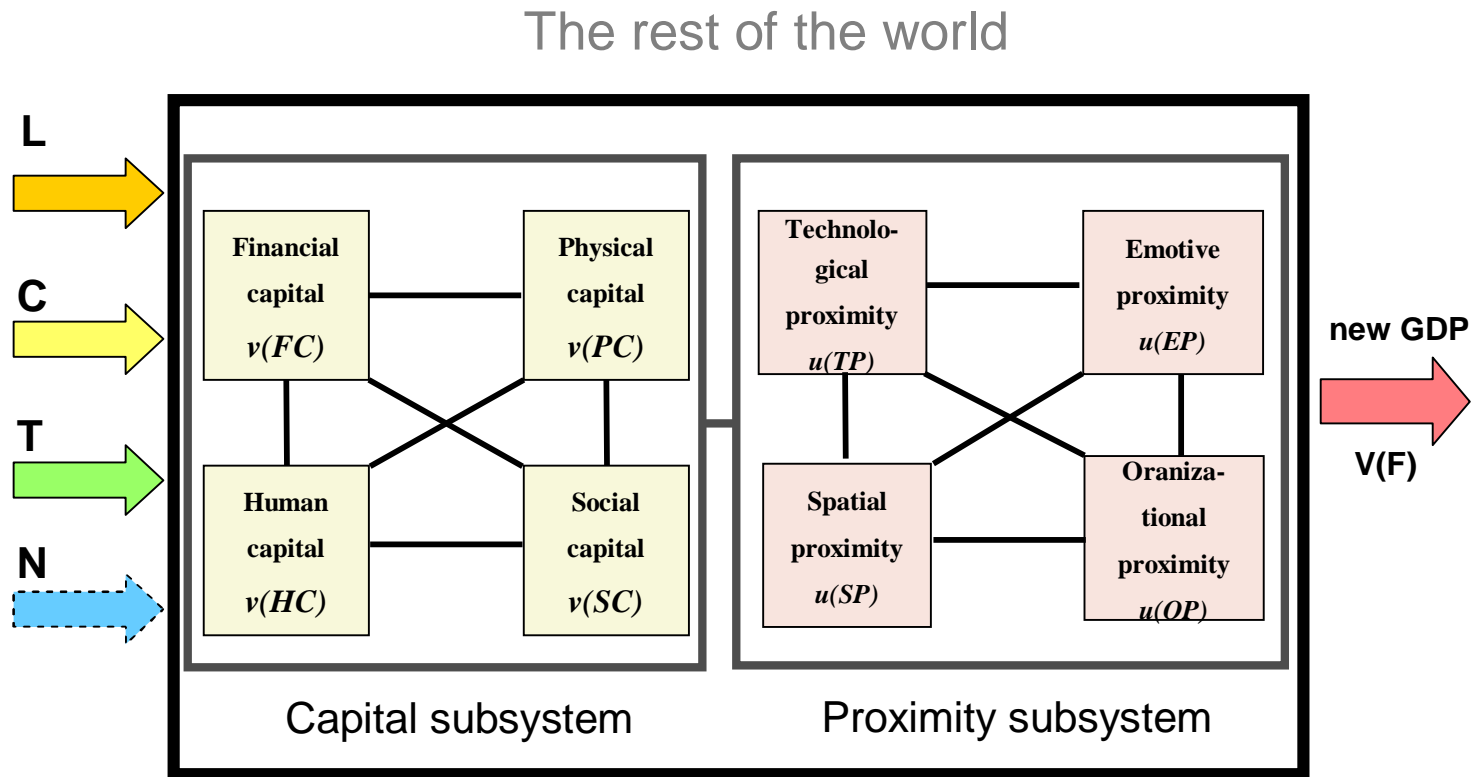 The rest of the world
L
C
T
N
Financial
capital
v(FC)
Physical
capital
v(PC)
Human
capital
v(HC)
Social
capital
v(SC)
Capital subsystem
Technolo-
gical
proximity
u(TP)
Emotive
proximity
u(EP)
Spatial
proximity
u(SP)
Oraniza-
tional
proximity
u(OP)
Proximity subsystem
new GDP
V(F)